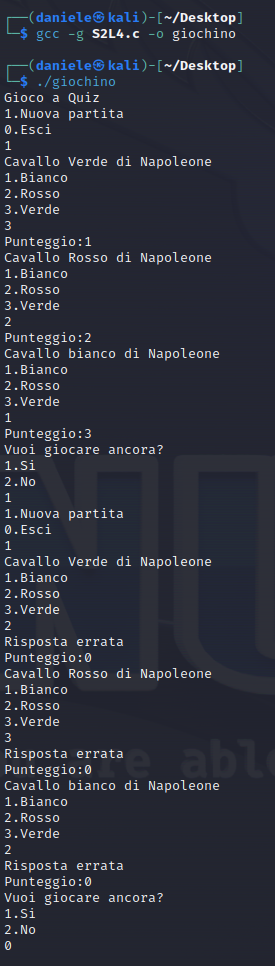 ┌──(daniele㉿kali)-[~/Desktop]
└─$ gcc -g S2L4.c -o giochino
┌──(daniele㉿kali)-[~/Desktop]
└─$ ./giochino
Gioco a Quiz
1.Nuova partita
0.Esci
1
Cavallo Verde di Napoleone
1.Bianco
2.Rosso
3.Verde
3
Punteggio:1
Cavallo Rosso di Napoleone
1.Bianco
2.Rosso
3.Verde
2
Punteggio:2
Cavallo bianco di Napoleone
1.Bianco
2.Rosso
3.Verde
1
Punteggio:3
Vuoi giocare ancora?
1.Si
2.No
1
1.Nuova partita
0.Esci
1
Cavallo Verde di Napoleone
1.Bianco
2.Rosso
3.Verde
2
Risposta errata
Punteggio:0
Cavallo Rosso di Napoleone
1.Bianco
2.Rosso
3.Verde
3
Risposta errata
Punteggio:0
Cavallo bianco di Napoleone
1.Bianco
2.Rosso
3.Verde
2
Risposta errata
Punteggio:0
Vuoi giocare ancora?
1.Si
2.No
0